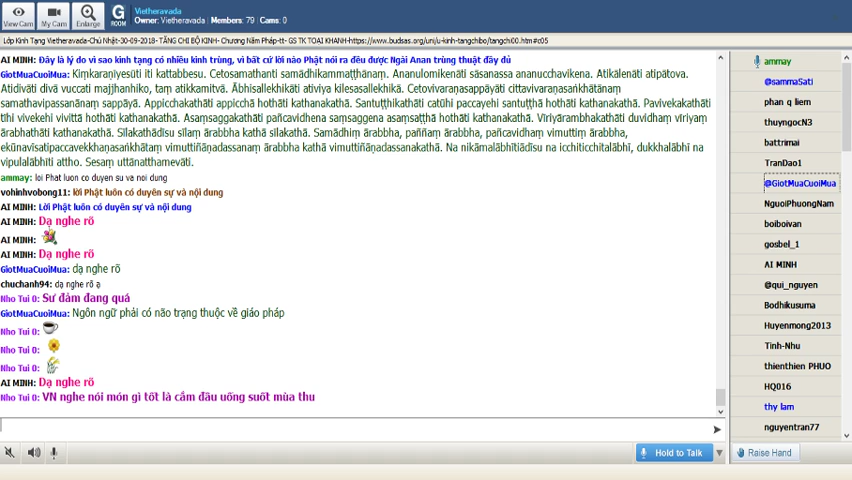 Vietheravada
Owner: Vietheravada | Members: 79 | Cams: 0
View Cam
My Cam
Enlarge
G
ROOM
Lớp Kinh Tạng Vietheravada-Chủ Nhật-30-09-2018- TĂNG CHI BỘ KINH- Chương Năm Pháp-tt- GS TK TOẠI KHANH-https://www.budsas.org/uni/u-kinh-tangchibo/tangch00.htm#c05
AI MINH: Đây là lý do vì sao kinh tạng có nhiều kinh trùng, vì bất cứ lời nào Phật nói ra đều được Ngài Anan trùng thuật đầy đủ
GiotMuaCuoiMua: Kiṃkaraṇiyesūti iti kattabbesu. Cetosamathanti samādhikammaṭṭhānaṃ. Ananulomikenāti sāsanassa ananucchavikena. Atikālenāti atipātova.
Atidivāti divā vuccati majjhanhiko, taṃ atikkamitvā. Ābhisallekhikāti ativiya kilesasallekhikā. Cetovivaraṇasappāyāti cittavivaraṇasaṅkhātānaṃ
samathavipassanānaṃ sappāyā. Appicchakathāti appicchā hothāti kathanakathā. Santuṭṭhikathāti catūhi paccayehi santuṭṭhā hothāti kathanakathā. Pavivekakathāti
tīhi vivekehi vivittā hothāti kathanakathā. Asaṃsaggakathāti pañcavidhena saṃsaggena asaṃsaṭṭhā hothāti kathanakathā. Vīriyārambhakathāti duvidhaṃ vīriyaṃ
ārabhathāti kathanakathā. Sīlakathādīsu sīlaṃ ārabbha kathā sīlakathā. Samādhiṃ ārabbha, paññaṃ ārabbha, pañcavidhaṃ vimuttiṃ ārabbha,
ekūnavīsatipaccavekkhaṇasaṅkhātaṃ vimuttiñāṇadassanaṃ ārabbha kathā vimuttiñāṇadassanakathā. Na nikāmalābhītiādīsu na icchiticchitalābhī, dukkhalābhī na
vipulalābhīti attho. Sesaṃ uttānatthamevāti.
ammay: loi Phat luon co duyen su va noi dung
vohinhvobong11: lời Phật luôn có duyên sự và nội dung
AI MINH: Lời Phật luôn có duyên sự và nội dung
AI MINH: Dạ nghe rõ
AI MINH:
AI MINH: Dạ nghe rõ
GiotMuaCuoiMua: dạ nghe rõ
chuchanh94: dạ nghe rõ ạ
Nho Tui 0: Sư đảm đang quá
GiotMuaCuoiMua: Ngôn ngữ phải có não trạng thuộc về giáo pháp
Nho Tui 0:
Nho Tui 0:
Nho Tui 0:
AI MINH: Dạ nghe rõ
Nho Tui 0: VN nghe nói món gì tốt là cắm đầu uống suốt mùa thu
ammay
@sammaSati
phan q liem
thuyngocN3
battrimai
TranDao1
@GiotMuaCuoiMua
NguoiPhuongNam
boiboivan
gosbel_1
AI MINH
@qui_nguyen
Bodhikusuma
Huyenmong2013
Tinh-Nhu
thienthien PHUO
HQ016
thy lam
nguyentran77
Hold to Talk
Raise Hand